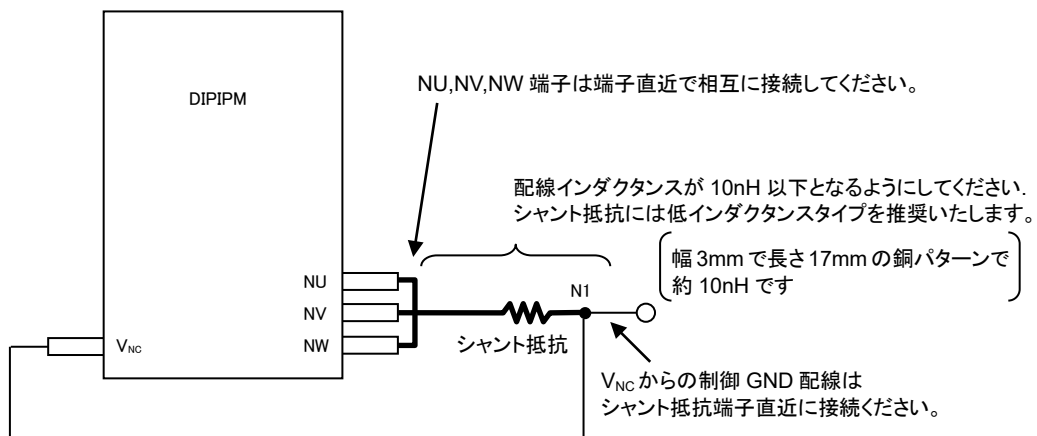 NU,NV,NW 端子は端子直近で相互に接続してください。
DIPIPM
配線インダクタンスが 10nH 以下となるようにしてください.
シャント抵抗には低インダクタンスタイプを推奨いたします。
幅 3mm で長さ 17mm の銅パターンで
約 10nH です
NU
N1
NV
VNC
NW
シャント抵抗
VNC からの制御 GND 配線は
シャント抵抗端子直近に接続ください。